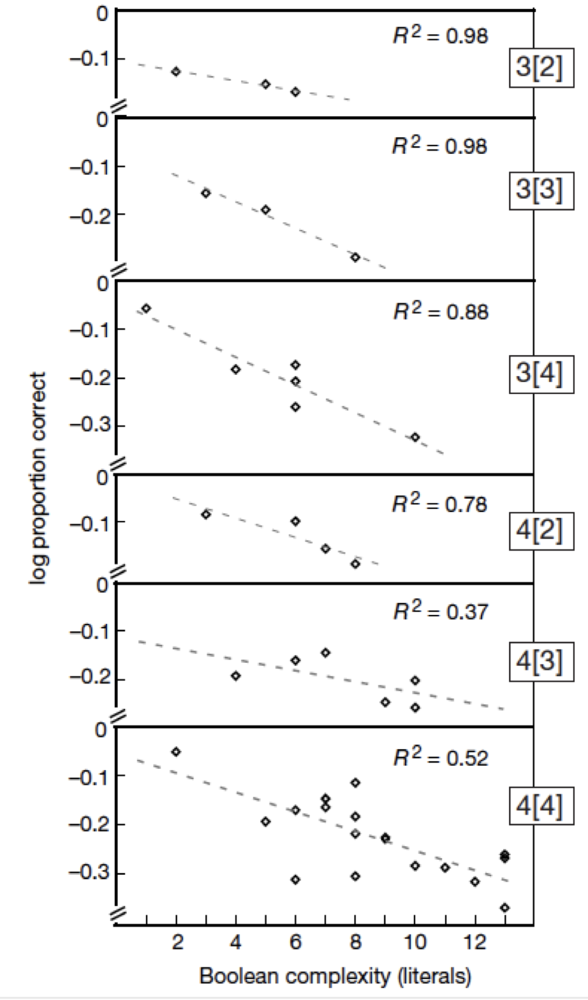 0
R² = 0.98
−0.1
3[2]
0
R² = 0.98
−0.1
3[3]
−0.2
0
R² = 0.88
−0.1
3[4]
−0.2
−0.3
0
R² = 0.78
−0.1
4[2]
0
R² = 0.37
−0.1
4[3]
−0.2
0
R² = 0.52
−0.1
4[4]
−0.2
−0.3
log proportion correct
2 4 6 8 10 12
Boolean complexity (literals)